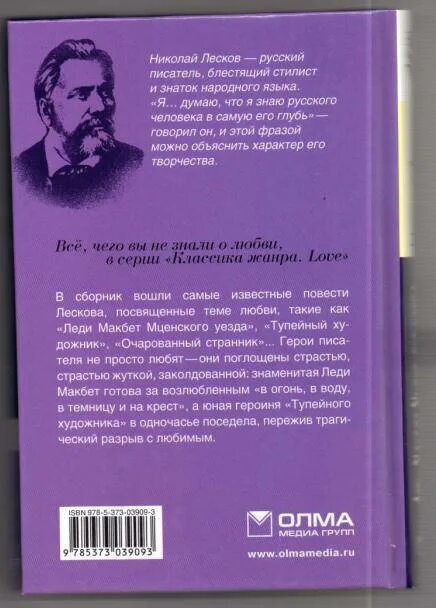 Николай Лесков — русский
писатель, блестящий стилист
и знаток народного языка.
«Я... думаю, что я знаю русского
человека в самую его глубь» —
говорил он, и этой фразой
можно объяснить характер его
творчества.
Всё, чего вы не знали о любви,
в серии «Классика жанра. Love»
В сборник вошли самые известные повести
Лескова, посвященные теме любви, такие как
«Леди Макбет Мценского уезда», «Тупейный ху-
дожник», «Очарованный странник»... Герои писа-
теля не просто любят — они поглощены страстью,
страстью жуткой, заколдованной: знаменитая Леди
Макбет готова за возлюбленным «в огонь, в воду,
в темницу и на крест», а юная героиня «Тупейного
художника» в одночасье поседела, пережив траги-
ческий разрыв с любимым.
ISBN 978-5-373-03909-3
9 785373 039093
ОЛМА
МЕДИА ГРУПП
www.olmamedia.ru